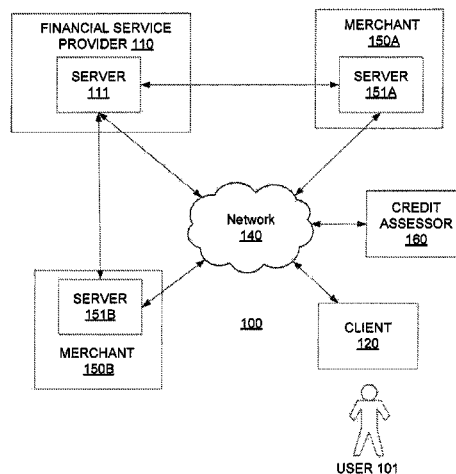 FINANCIAL SERVICE
PROVIDER 110
SERVER
111
MERCHANT
150A
SERVER
151A
Network
140
CREDIT
ASSESSOR
160
SERVER
151B
MERCHANT
150B
100
CLIENT
120
USER 101